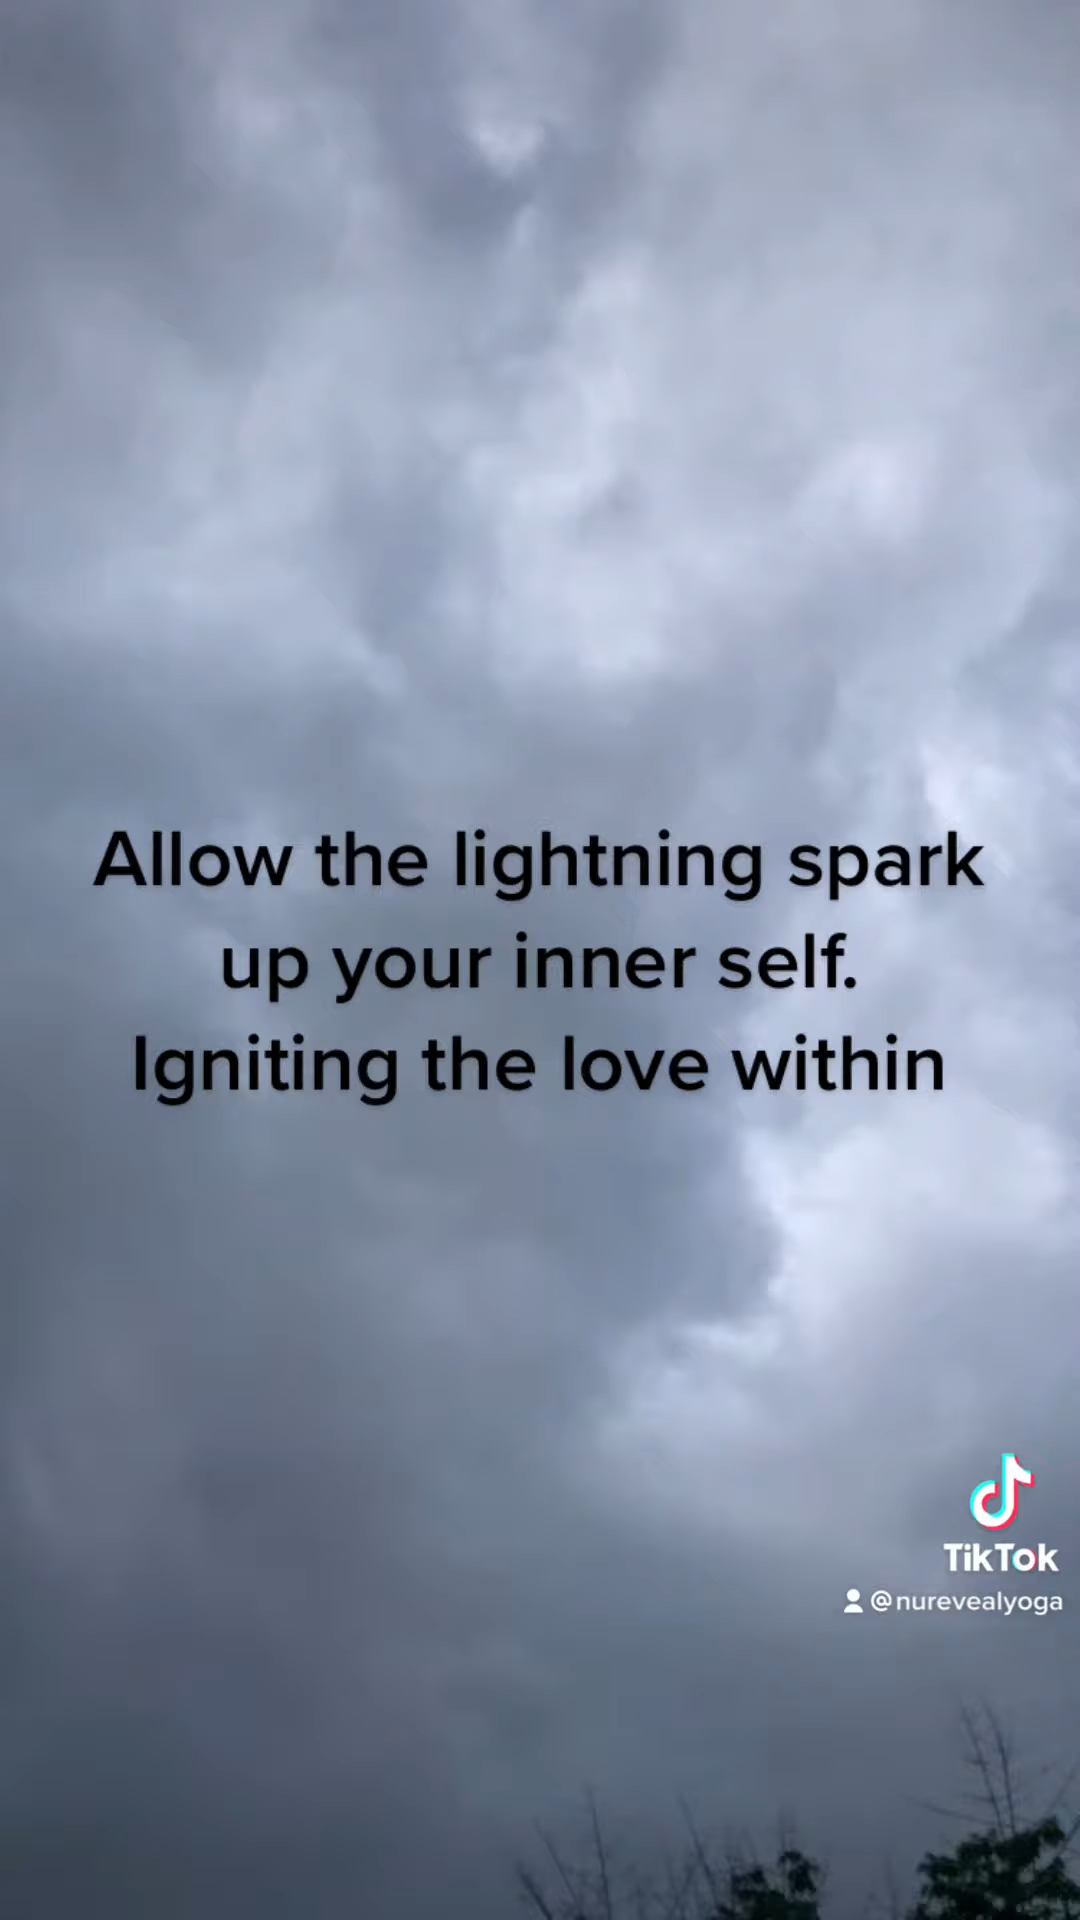 Allow the lightning spark
up your inner self.
Igniting the love within
TikTok
@nurevealyoga